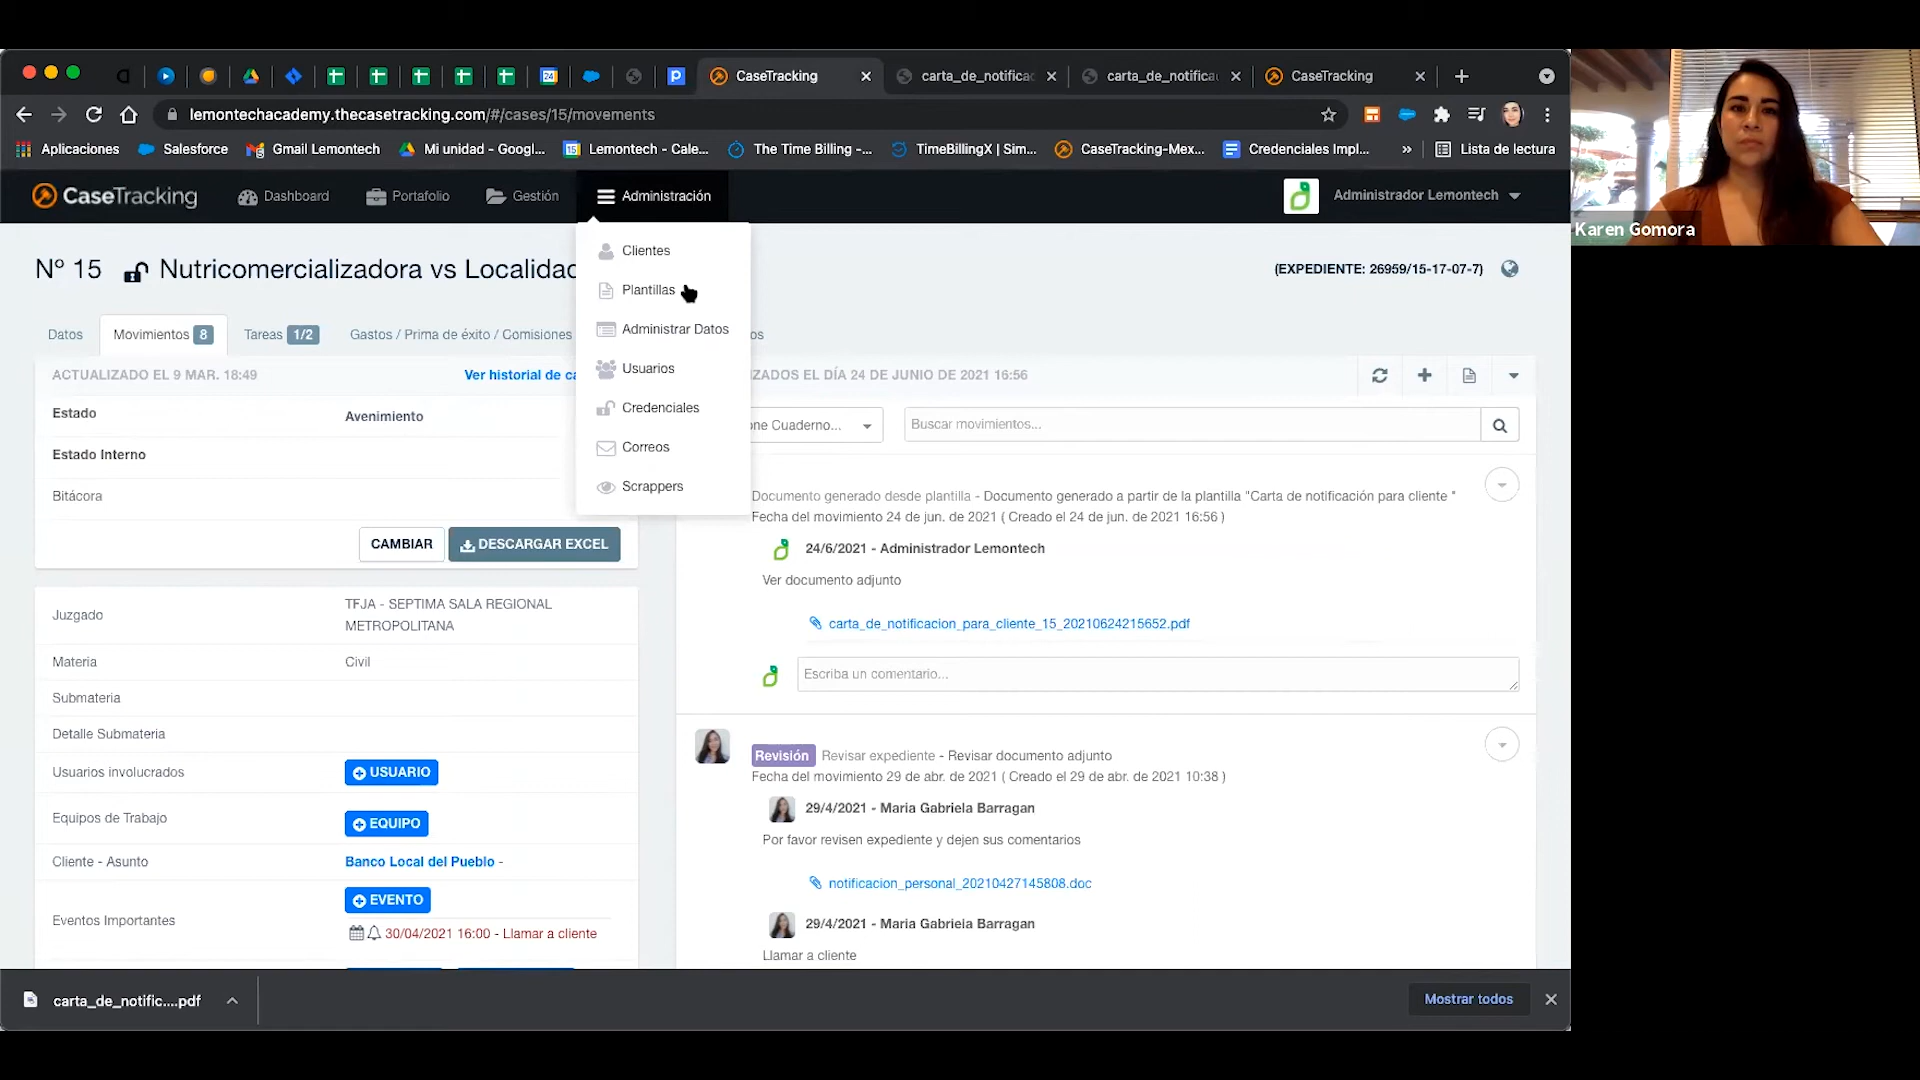 CaseTracking
carta_de_notificac
carta_de_notifica
CaseTracking
lemontechacademy.thecasetracking.com/#/cases/15/movements
Aplicaciones
Salesforce
Gmail Lemontech
Mi unidad - Googl...
15
Lemontech - Cale...
The Time Billing -...
TimeBillingX | Sim...
CaseTracking-Mex...
Credenciales Impl...
»
Lista de lectura
CaseTracking
Dashboard
Portafolio
Gestión
Administración
Administrador Lemontech
Karen Gomora
Clientes
Plantillas
Administrar Datos
Usuarios
Credenciales
Correos
Scrappers
Nº 15 Nutricomercializadora vs Localidad
(EXPEDIENTE: 26959/15-17-07-7)
Datos
Movimientos 8
Tareas 1/2
Gastos / Prima de éxito / Comisiones
os
ACTUALIZADO EL 9 MAR. 18:49
Ver historial de ca
Estado
Avenimiento
Estado Interno
Bitácora
CAMBIAR
DESCARGAR EXCEL
IZADOS EL DÍA 24 DE JUNIO DE 2021 16:56
one Cuaderno...
Buscar movimientos...
Documento generado desde plantilla - Documento generado a partir de la plantilla "Carta de notificación para cliente "
Fecha del movimiento 24 de jun. de 2021 ( Creado el 24 de jun. de 2021 16:56 )
24/6/2021 - Administrador Lemontech
Ver documento adjunto
carta_de_notificacion_para_cliente_15_20210624215652.pdf
Escriba un comentario...
Juzgado
TFJA - SEPTIMA SALA REGIONAL
METROPOLITANA
Materia
Civil
Submateria
Detalle Submateria
Usuarios involucrados
USUARIO
Equipos de Trabajo
EQUIPO
Cliente - Asunto
Banco Local del Pueblo -
Eventos Importantes
EVENTO
30/04/2021 16:00 - Llamar a cliente
Revisión Revisar expediente - Revisar documento adjunto
Fecha del movimiento 29 de abr. de 2021 ( Creado el 29 de abr. de 2021 10:38 )
29/4/2021 - Maria Gabriela Barragan
Por favor revisen expediente y dejen sus comentarios
notificacion_personal_20210427145808.doc
29/4/2021 - Maria Gabriela Barragan
Llamar a cliente
carta_de_notific....pdf
Mostrar todos